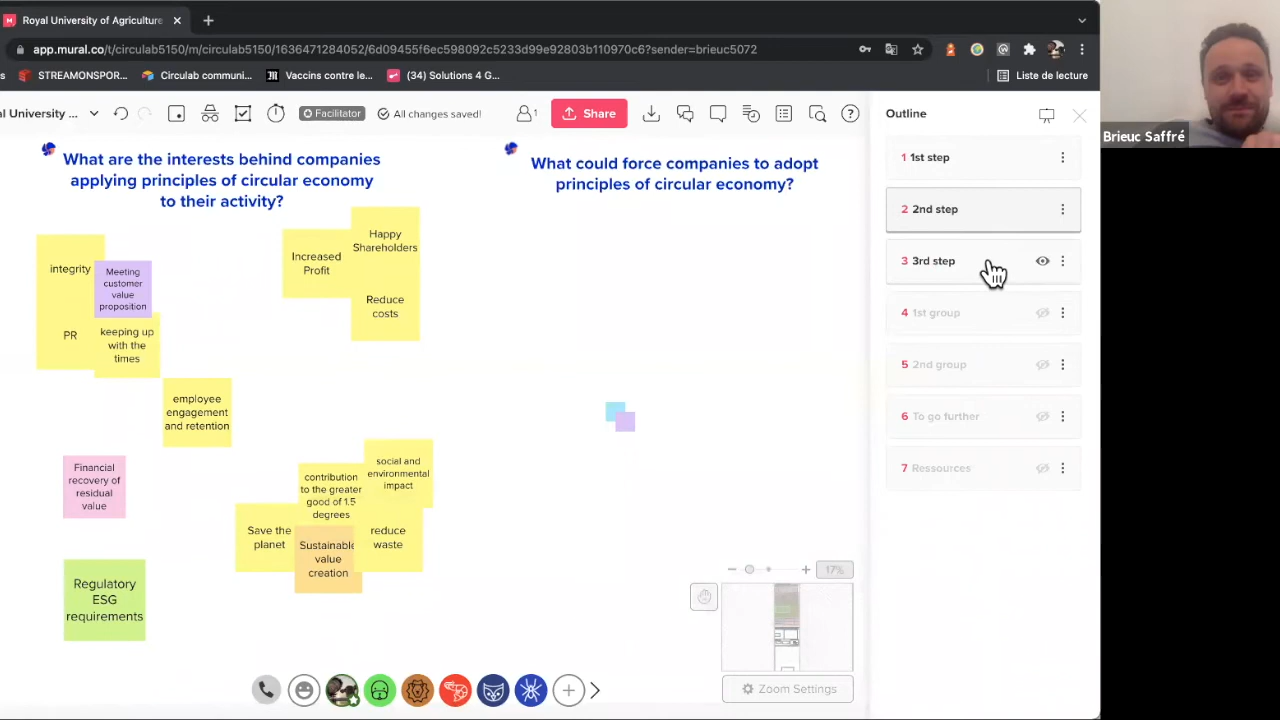 Royal University of Agriculture
app.mural.co/t/circulab5150/m/circulab5150/1636471284052/6d09455f6ec598092c5233d99e92803b110970c6?sender=brieuc5072
s
STREAMONSPOR...
Circulab communi...
Vaccins contre le...
(34) Solutions 4 G...
Liste de lecture
al University ...
Facilitator
All changes saved!
1
Share
Outline
Brieuc Saffré
What are the interests behind companies
applying principles of circular economy
to their activity?
What could force companies to adopt
principles of circular economy?
1 1st step
2 2nd step
3 3rd step
4 1st group
5 2nd group
6 To go further
7 Ressources
integrity
Meeting
customer
value
proposition
PR
keeping up
with the
times
Increased
Profit
Happy
Shareholders
Reduce
costs
employee
engagement
and retention
Financial
recovery of
residual
value
contribution
to the greater
good of 1.5
degrees
social and
environmental
impact
Save the
planet
Sustainable
value
creation
reduce
waste
Regulatory
ESG
requirements
17%
Zoom Settings